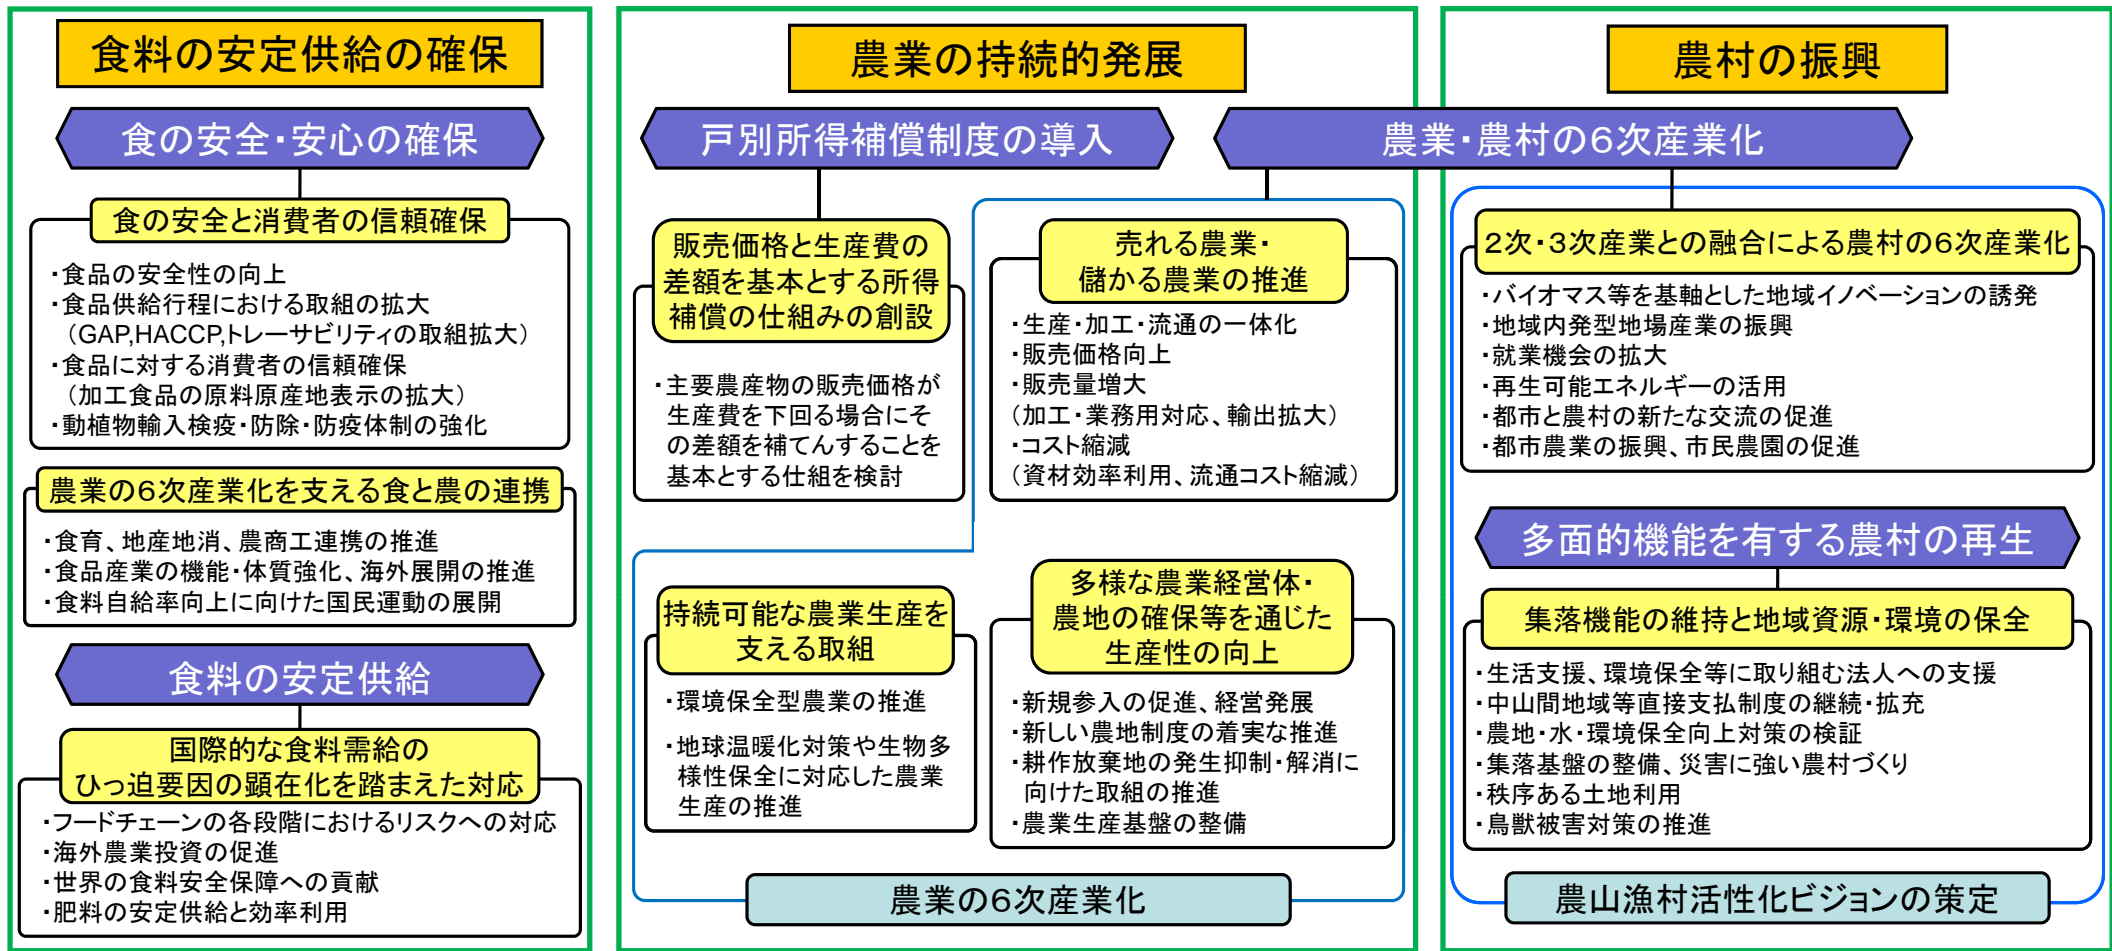 食料の安定供給の確保
食の安全・安心の確保
食の安全と消費者の信頼確保
・食品の安全性の向上
・食品供給行程における取組の拡大
（GAP,HACCP,トレーサビリティの取組拡大）
・食品に対する消費者の信頼確保
（加工食品の原料原産地表示の拡大）
・動植物輸入検疫・防除・防疫体制の強化
農業の６次産業化を支える食と農の連携
・食育、地産地消、農商工連携の推進
・食品産業の機能・体質強化、海外展開の推進
・食料自給率向上に向けた国民運動の展開
食料の安定供給
国際的な食料需給の
ひっ迫要因の顕在化を踏まえた対応
・フードチェーンの各段階におけるリスクへの対応
・海外農業投資の促進
・世界の食料安全保障への貢献
・肥料の安定供給と効率利用
農業の持続的発展
戸別所得補償制度の導入
農業・農村の６次産業化
販売価格と生産費の
差額を基本とする所得
補償の仕組みの創設
・主要農産物の販売価格が
生産費を下回る場合にそ
の差額を補てんすることを
基本とする仕組を検討
売れる農業・
儲かる農業の推進
・生産・加工・流通の一体化
・販売価格向上
・販売量増大
（加工・業務用対応、輸出拡大）
・コスト縮減
（資材効率利用、流通コスト縮減）
持続可能な農業生産を
支える取組
・環境保全型農業の推進
・地球温暖化対策や生物多
様性保全に対応した農業
生産の推進
多様な農業経営体・
農地の確保等を通じた
生産性の向上
・新規参入の促進、経営発展
・新しい農地制度の着実な推進
・耕作放棄地の発生抑制・解消に
向けた取組の推進
・農業生産基盤の整備
農業の６次産業化
農村の振興
２次・３次産業との融合による農村の６次産業化
・バイオマス等を基軸とした地域イノベーションの誘発
・地域内発型地場産業の振興
・就業機会の拡大
・再生可能エネルギーの活用
・都市と農村の新たな交流の促進
・都市農業の振興、市民農園の促進
多面的機能を有する農村の再生
集落機能の維持と地域資源・環境の保全
・生活支援、環境保全等に取り組む法人への支援
・中山間地域等直接支払制度の継続・拡充
・農地・水・環境保全向上対策の検証
・集落基盤の整備、災害に強い農村づくり
・秩序ある土地利用
・鳥獣被害対策の推進
農山漁村活性化ビジョンの策定